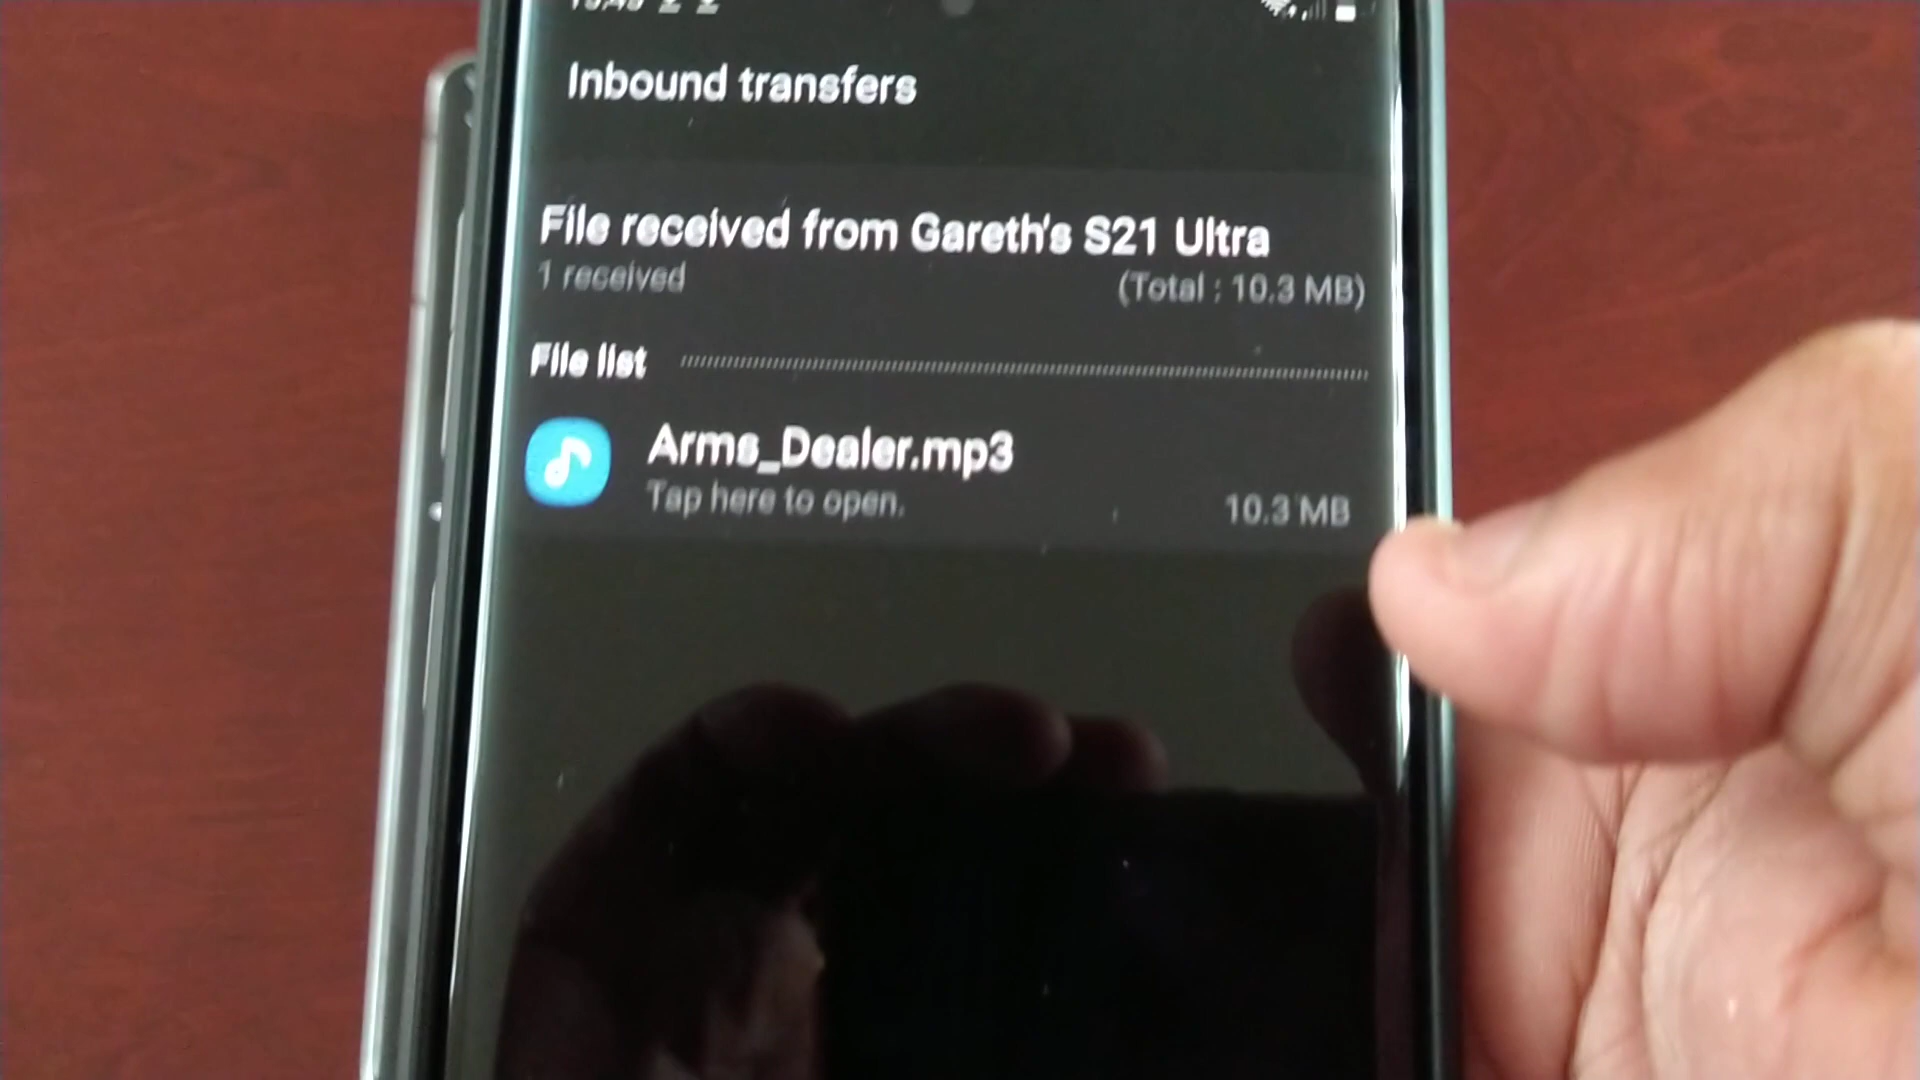 Inbound transfers
File received from Gareth's S21 Ultra
1 received
(Total : 10.3 MB)
File list
Arms_Dealer.mp3
Tap here to open.
10.3 MB